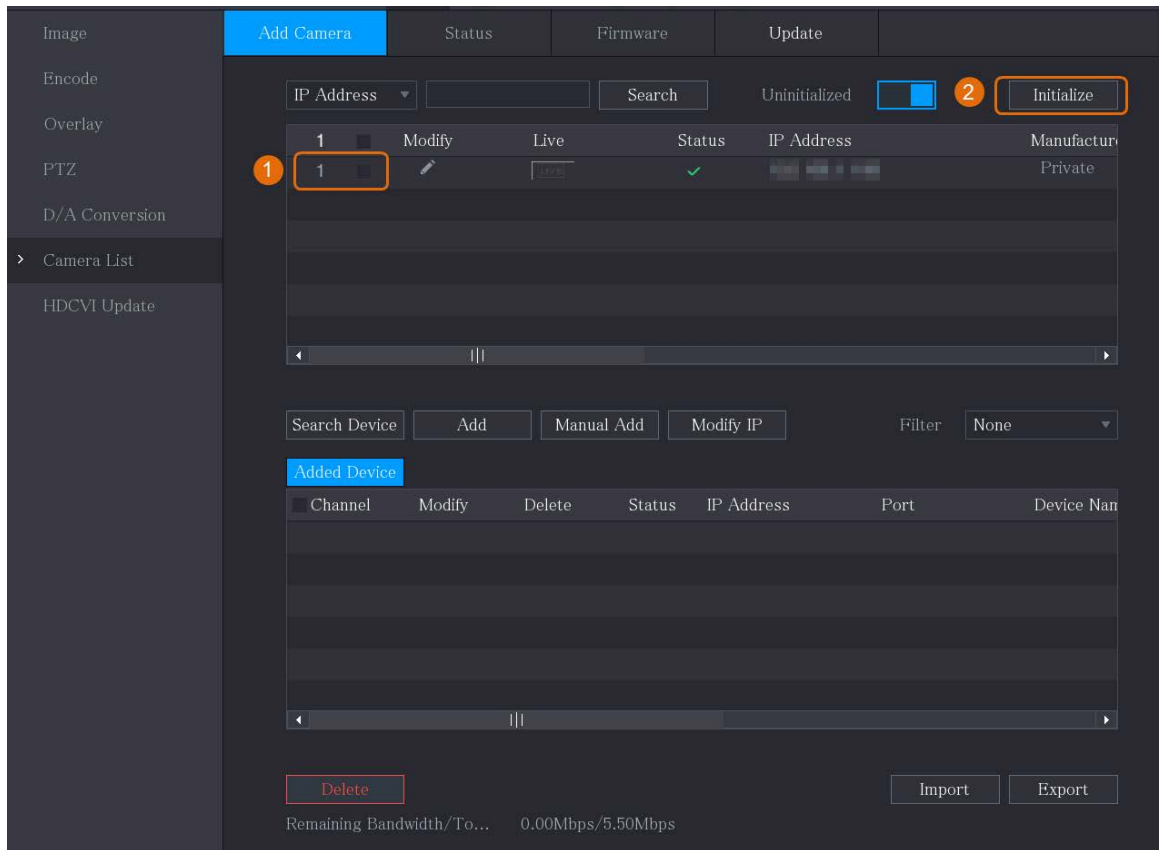 Image
Encode
Overlay
PTZ
D/A Conversion
Camera List
HDCVI Update
Add Camera Status Firmware Update
IP Address Search Uninitialized 2 Initialize
1 Modify Live Status IP Address Manufactur
1 1 LIVE Private
Search Device Add Manual Add Modify IP Filter None
Added Device
Channel Modify Delete Status IP Address Port Device Nam
Delete Import Export
Remaining Bandwidth/To... 0.00Mbps/5.50Mbps